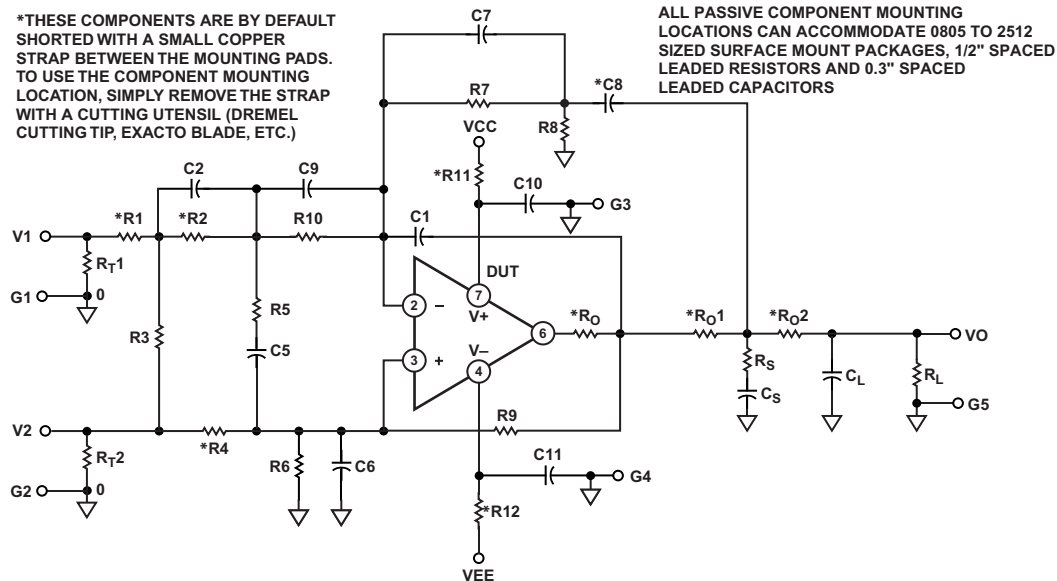 *THESE COMPONENTS ARE BY DEFAULT
SHORTED WITH A SMALL COPPER
STRAP BETWEEN THE MOUNTING PADS.
TO USE THE COMPONENT MOUNTING
LOCATION, SIMPLY REMOVE THE STRAP
WITH A CUTTING UTENSIL (DREMEL
CUTTING TIP, EXACTO BLADE, ETC.)
ALL PASSIVE COMPONENT MOUNTING
LOCATIONS CAN ACCOMMODATE 0805 TO 2512
SIZED SURFACE MOUNT PACKAGES, 1/2" SPACED
LEADED RESISTORS AND 0.3" SPACED
LEADED CAPACITORS
C7
R7
*C8
R8
VCC
*R11
C10
G3
C2
C9
*R1
*R2
R10
C1
V1
RT1
G1
0
R3
R5
C5
DUT
7
V+
2
–
3
+
V–
4
6
*RO
*RO1
*RO2
VO
RS
CS
CL
RL
G5
V2
RT2
G2
0
*R4
R6
C6
R9
C11
G4
*R12
VEE